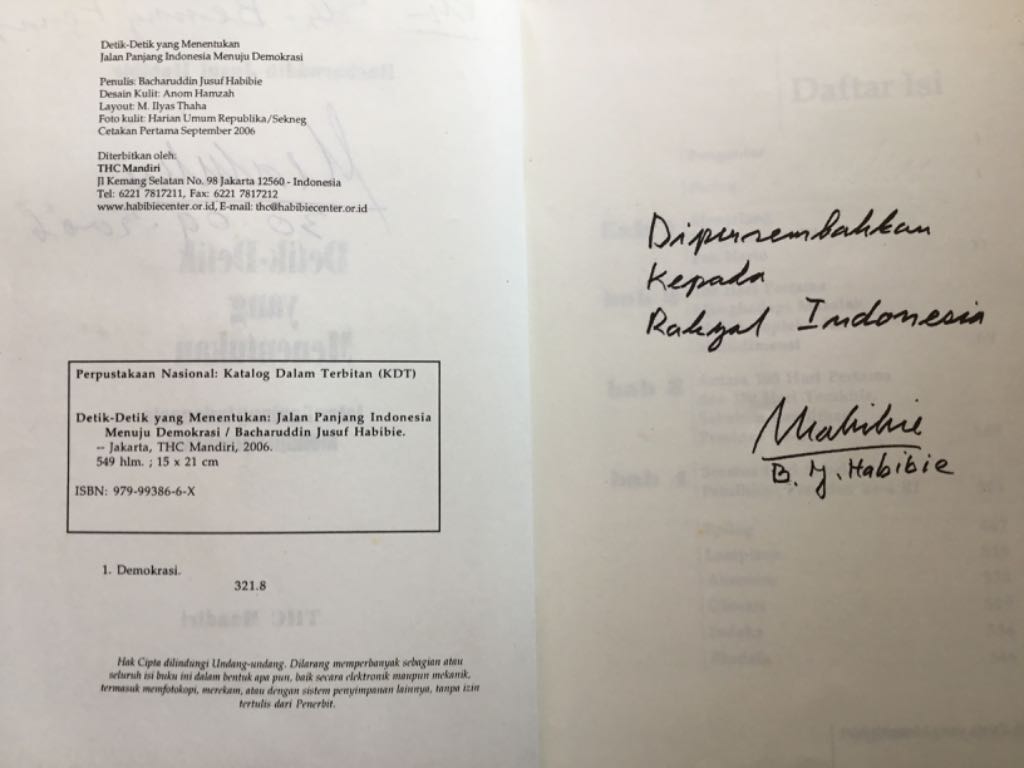 Detik-Detik yang Menentukan
Jalan Panjang Indonesia Menuju Demokrasi
Penulis: Bacharuddin Jusuf Habibie
Desain Kulit: Anom Hamzah
Layout: M. Ilyas Thaha
Foto kulit: Harian Umum Republika/Sekneg
Cetakan Pertama September 2006
Diterbitkan oleh:
THC Mandiri
Jl Kemang Selatan No. 98 Jakarta 12560 - Indonesia
Tel: 6221 7817211, Fax: 6221 7817212
www.habibiecenter.or.id, E-mail: thc@habibiecenter.or.id
Perpustakaan Nasional: Katalog Dalam Terbitan (KDT)
Detik-Detik yang Menentukan: Jalan Panjang Indonesia
Menuju Demokrasi / Bacharuddin Jusuf Habibie.
-- Jakarta, THC Mandiri, 2006.
549 hlm. ; 15 x 21 cm
ISBN: 979-99386-6-X
1. Demokrasi.
321.8
Hak Cipta dilindungi Undang-undang. Dilarang memperbanyak sebagian atau
seluruh isi buku ini dalam bentuk apa pun, baik secara elektronik maupun mekanik,
termasuk memfotokopi, merekam, atau dengan sistem penyimpanan lainnya, tanpa izin
tertulis dari Penerbit.
Dipersembahkan
Kepada
Rakyat Indonesia
B. J. Habibie